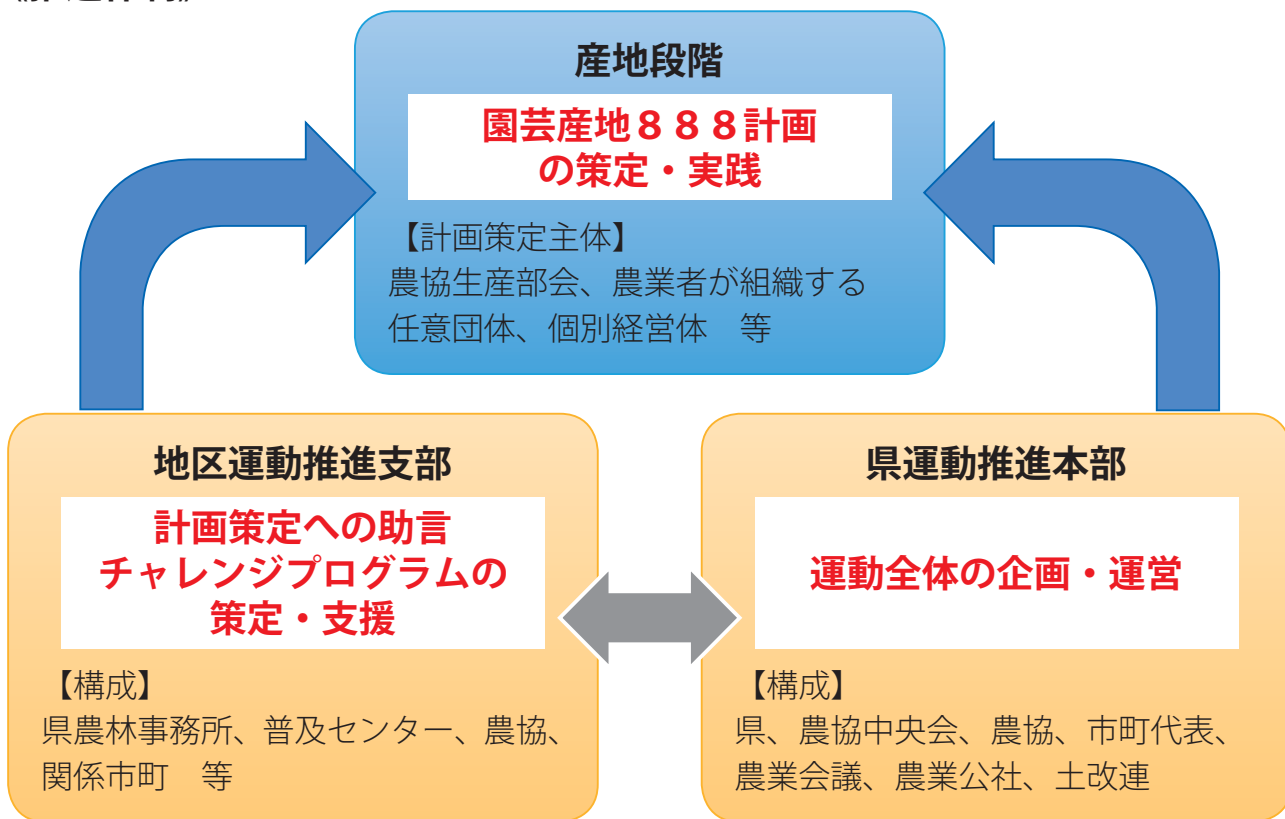 産地段階
園芸産地８８８計画
の策定・実践
【計画策定主体】
農協生産部会、農業者が組織する
任意団体、個別経営体　等
地区運動推進支部
計画策定への助言
チャレンジプログラムの
策定・支援
【構成】
県農林事務所、普及センター、農協、
関係市町　等
県運動推進本部
運動全体の企画・運営
【構成】
県、農協中央会、農協、市町代表、
農業会議、農業公社、土改連